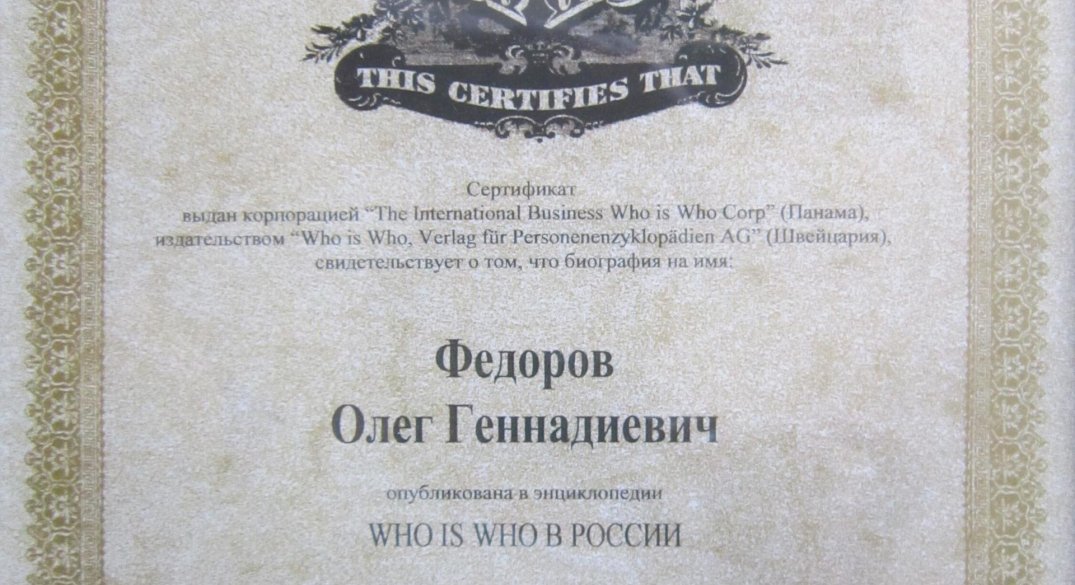 THIS CERTIFIES THAT
Сертификат
выдан корпорацией “The International Business Who is Who Corp” (Панама),
издательством “Who is Who, Verlag für Personenenzyklopädien AG” (Швейцария),
свидетельствует о том, что биография на имя:
Федоров
Олег Геннадиевич
опубликована в энциклопедии
WHO IS WHO В РОССИИ